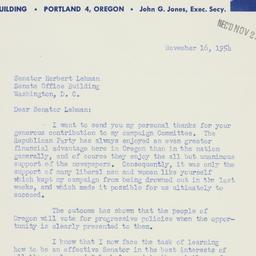 UILDING • PORTLAND 4, OREGON • John G. Jones, Exec. Secy.
REC'D NOV 2
November 16, 1954
Senator Herbert Lehman
Senate Office Building
Washington, D. C.
Dear Senator Lehman:
I want to send you my personal thanks for your
generous contribution to my campaign Committee. The
Republican Party has always enjoyed an even greater
financial advantage here in Oregon than in the nation
generally, and of course they enjoy the all but unanimous
support of the newspapers. Consequently, it was only the
support of many liberal men and women like yourself
which kept my campaign from being drowned out in the last
weeks, and which made it possible for us ultimately to
succeed.
The outcome has shown that the people of
Oregon will vote for progressive policies when the oppor-
tunity is clearly presented to them.
I know that I now face the task of learning
how to be an effective Senator in the best interests of